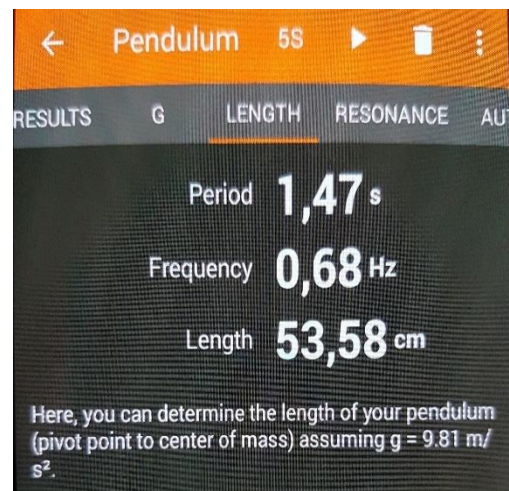 ← Pendulum 5S
RESULTS G LENGTH RESONANCE AU
Period 1,47 s
Frequency 0,68 Hz
Length 53,58 cm
Here, you can determine the length of your pendulum
(pivot point to center of mass) assuming g = 9.81 m/
s².